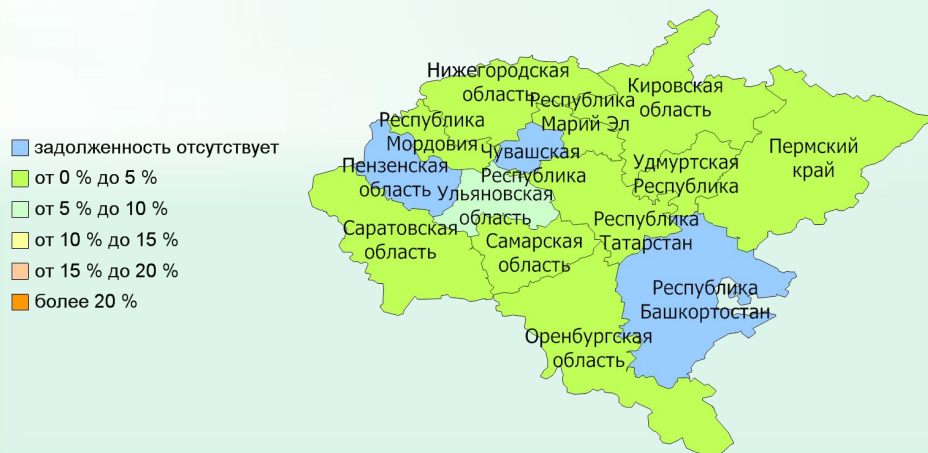 задолженность отсутствует
от 0 % до 5 %
от 5 % до 10 %
от 10 % до 15 %
от 15 % до 20 %
более 20 %
Нижегородская
область
Республика
Марий Эл
Кировская
область
Республика
Мордовия
Чувашская
Республика
Пензенская
область
Ульяновская
область
Удмуртская
Республика
Пермский
край
Саратовская
область
Самарская
область
Республика
Татарстан
Республика
Башкортостан
Оренбургская
область